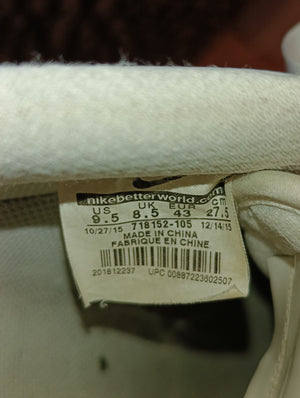 nikebetterworld.com
US UK EUR cm
9.5 8.5 43 27.5
10/27/15 718152-105 12/14/15
MADE IN CHINA
FABRIQUE EN CHINE
201612237 UPC 00887223602507